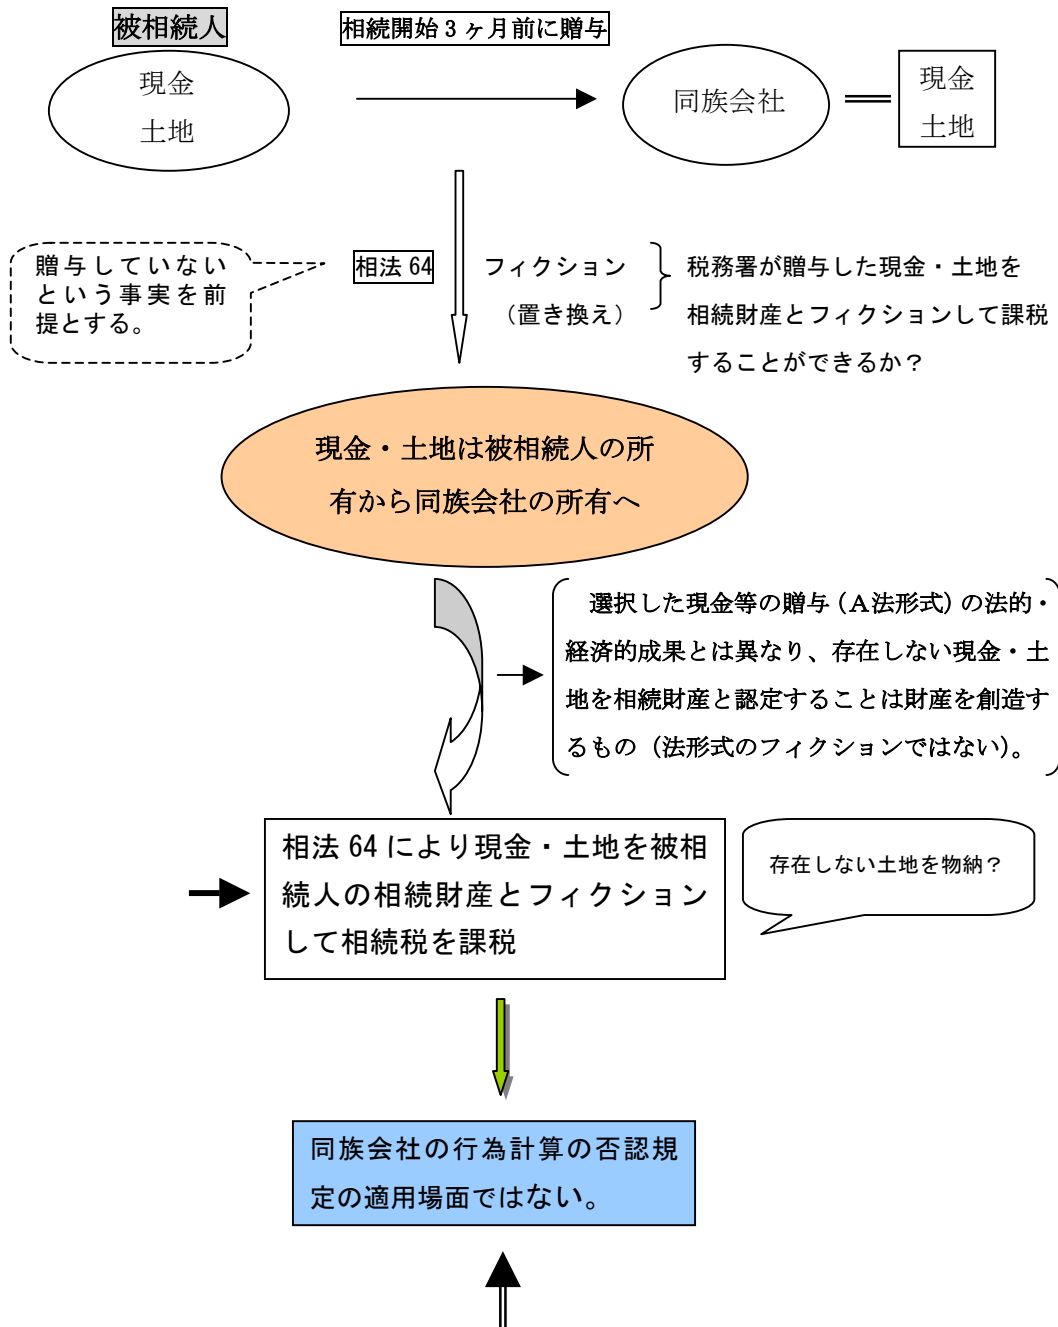 被相続人
相続開始3ヶ月前に贈与
現金
土地
同族会社
現金
土地
贈与していない
という事実を前
提とする。
相法64
フィクション
(置き換え)
税務署が贈与した現金・土地を
相続財産とフィクションして課税
することができるか？
現金・土地は被相続人の所
有から同族会社の所有へ
選択した現金等の贈与（A法形式）の法的・
経済的成果とは異なり、存在しない現金・土
地を相続財産と認定することは財産を創造す
るもの（法形式のフィクションではない）。
相法64により現金・土地を被相
続人の相続財産とフィクション
して相続税を課税
存在しない土地を物納？
同族会社の行為計算の否認規
定の適用場面ではない。